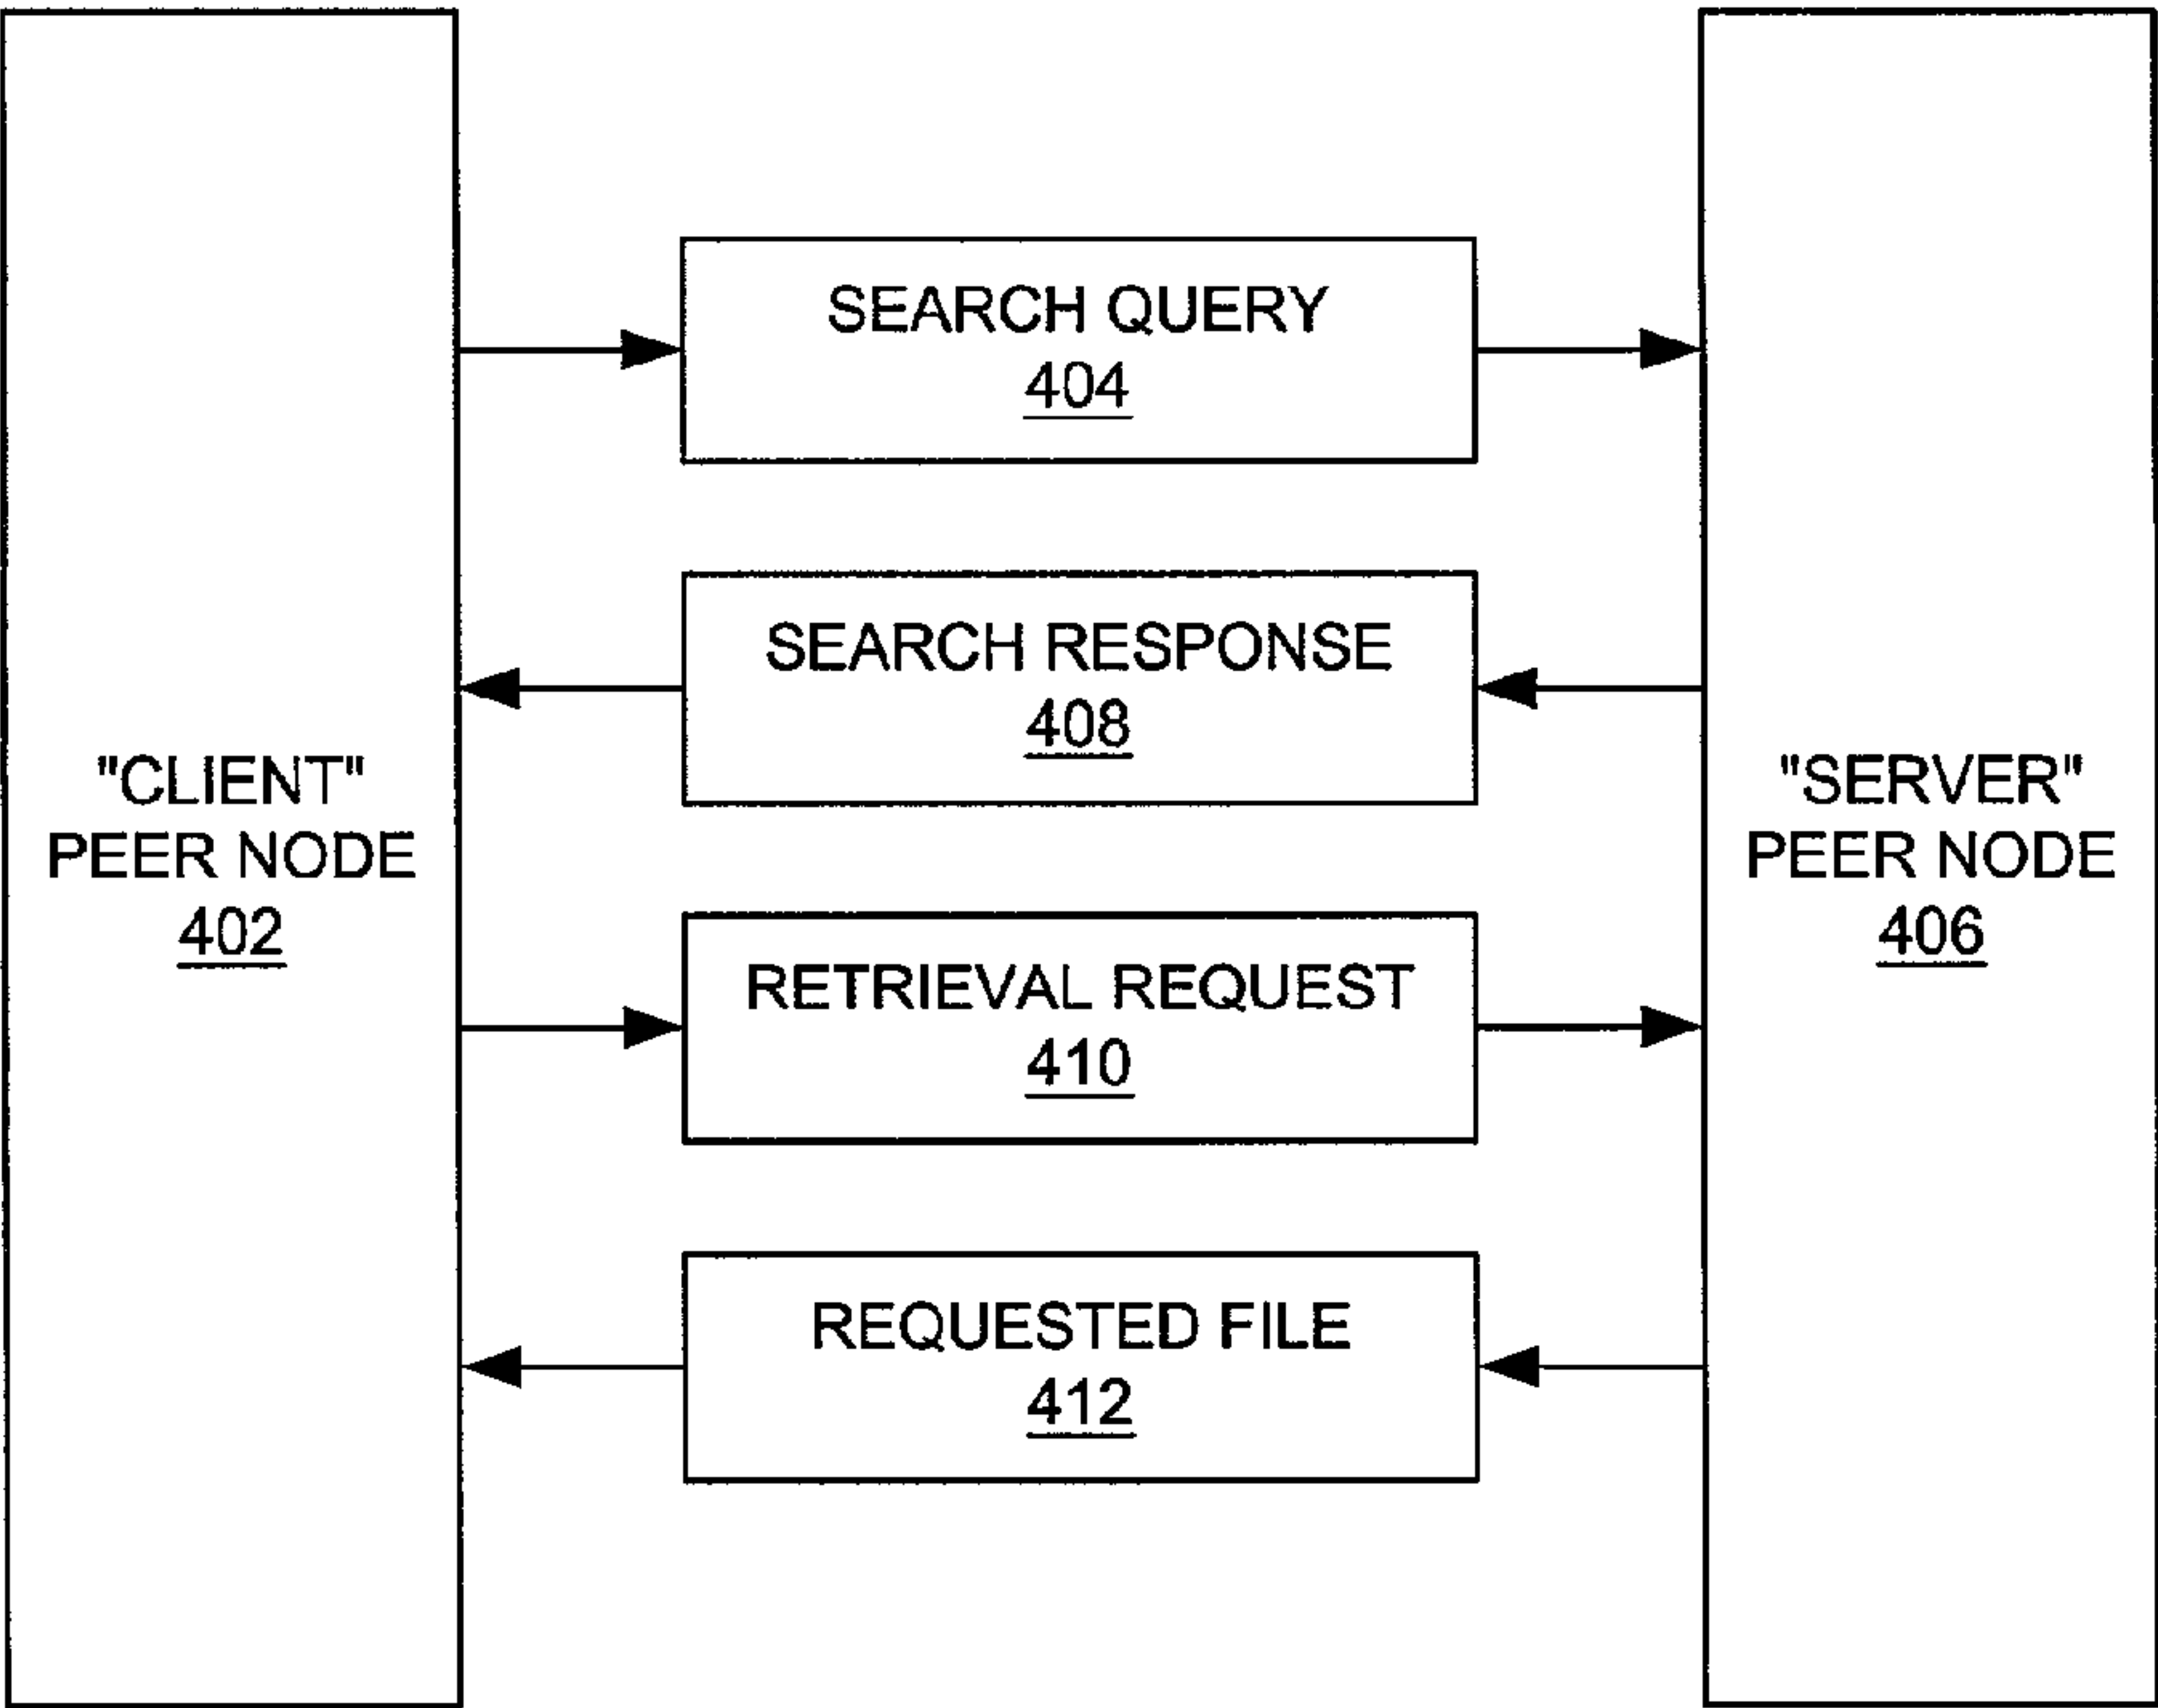 SEARCH QUERY
404
SEARCH RESPONSE
408
"CLIENT"
PEER NODE
402
"SERVER"
PEER NODE
406
RETRIEVAL REQUEST
410
REQUESTED FILE
412